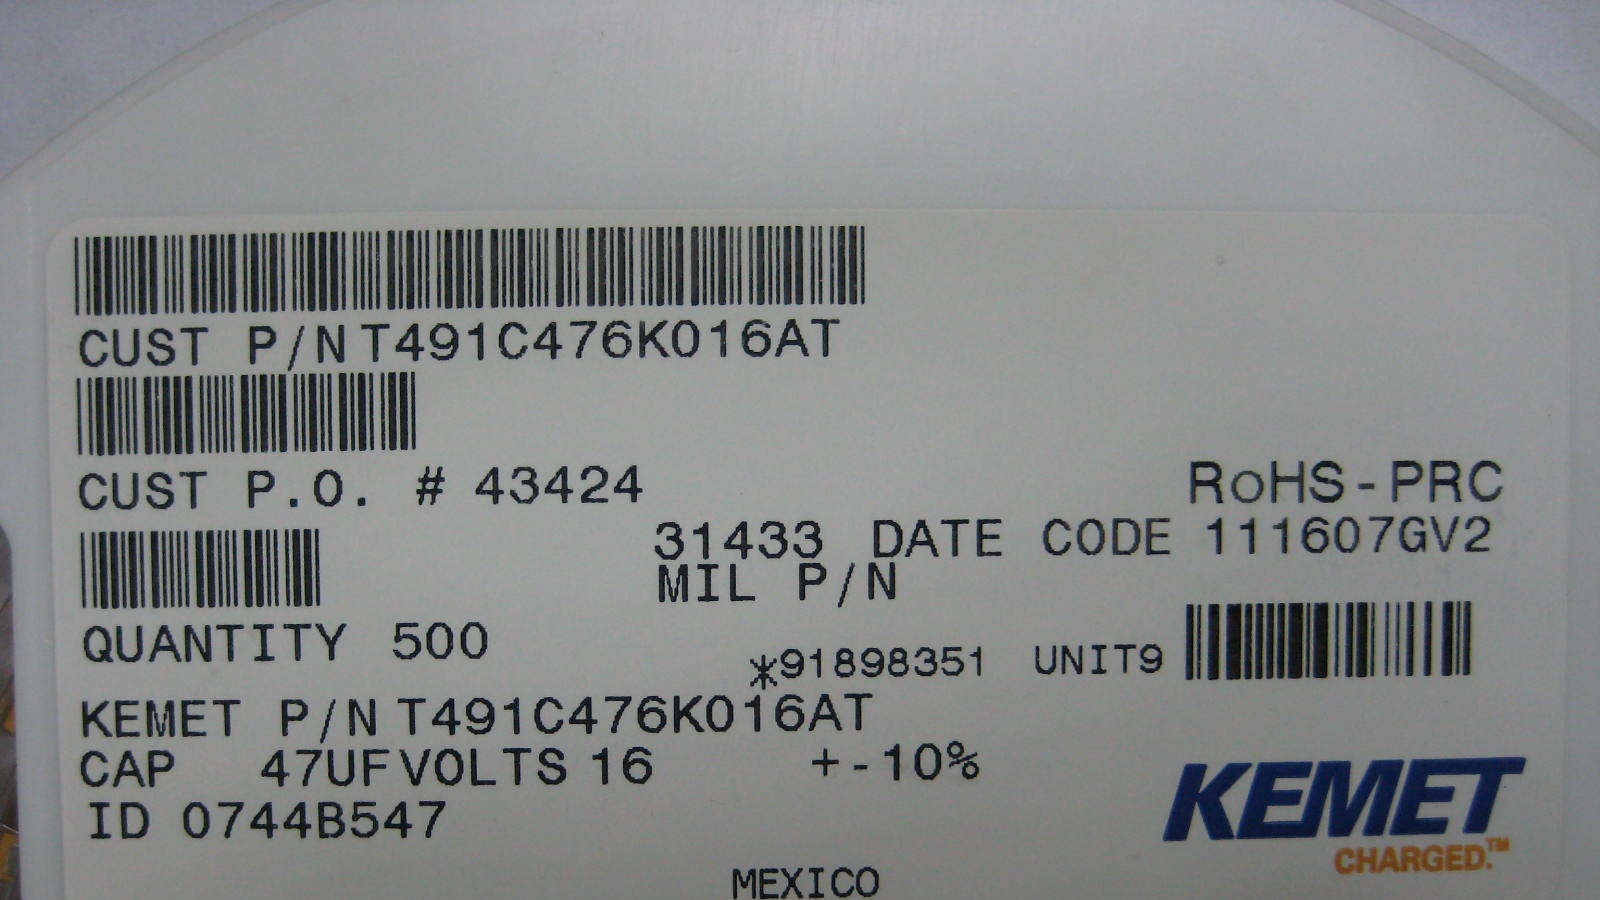 CUST P/N T491C476K016AT
CUST P.O. # 43424
RoHS-PRC
31433 DATE CODE 111607GV2
MIL P/N
QUANTITY 500
*91898351 UNIT9
KEMET P/N T491C476K016AT
CAP 47UF VOLTS 16 +-10%
ID 0744B547
KEMET
CHARGED.™
MEXICO